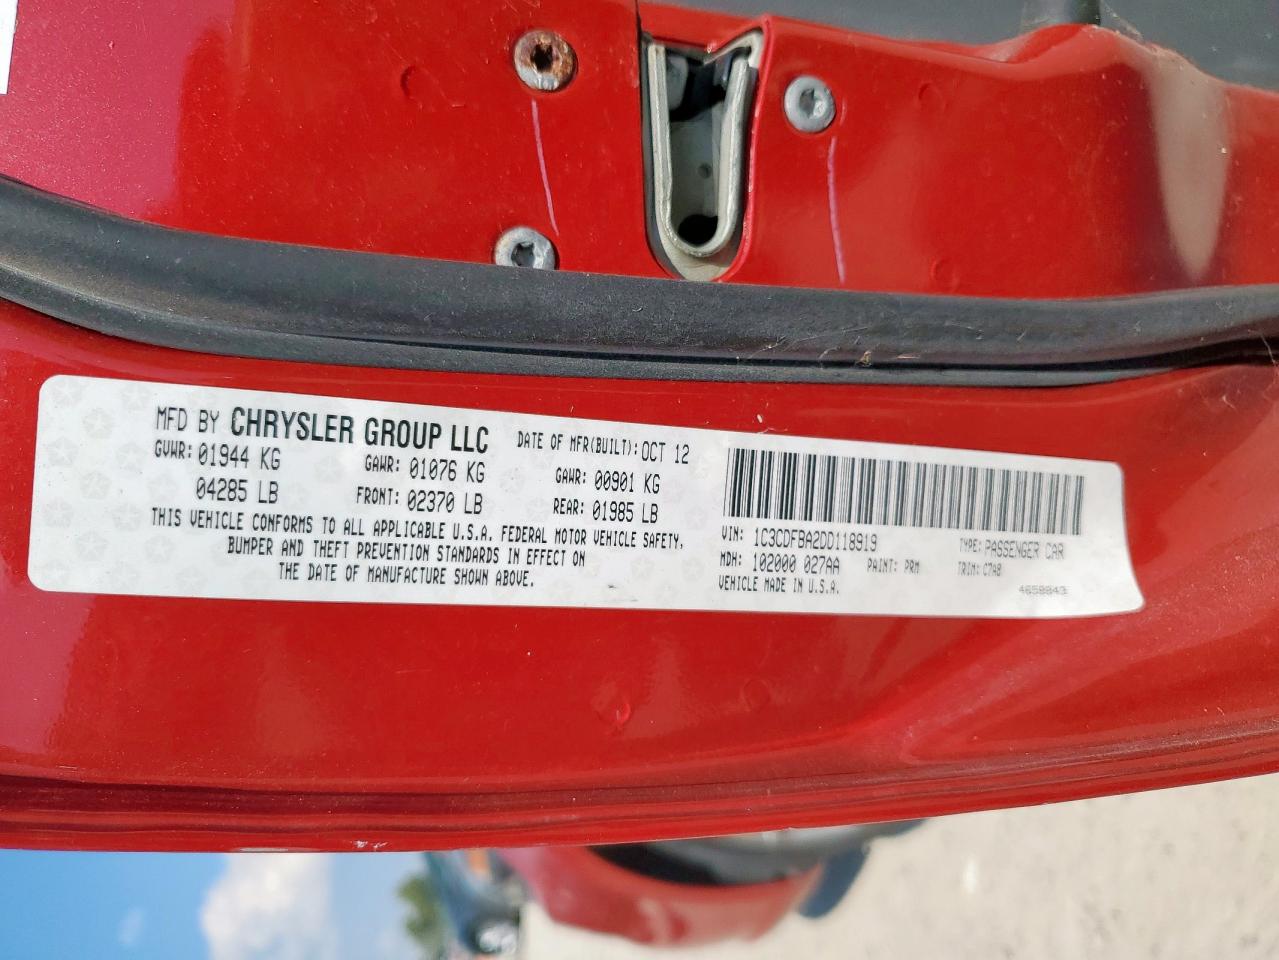 MFD BY CHRYSLER GROUP LLC DATE OF MFR(BUILT): OCT 12
GVWR: 01944 KG GAWR: 01076 KG GAWR: 00901 KG
04285 LB FRONT: 02370 LB REAR: 01985 LB
THIS VEHICLE CONFORMS TO ALL APPLICABLE U.S.A. FEDERAL MOTOR VEHICLE SAFETY,
BUMPER AND THEFT PREVENTION STANDARDS IN EFFECT ON
THE DATE OF MANUFACTURE SHOWN ABOVE.
VIN: 1C3CDFBA2DD118919 TYPE: PASSENGER CAR
MDH: 102000 027AA PAINT: PRM TRIM: C7A8
VEHICLE MADE IN U.S.A. 4658843